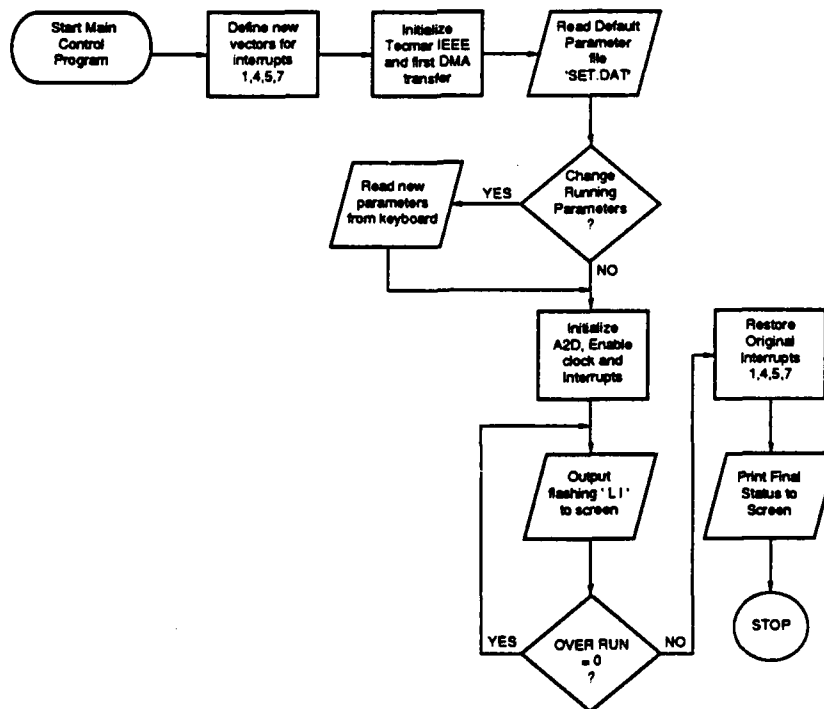 Start Main
Control
Program
Define new
vectors for
interrupts
1,4,5,7
Initialize
Tecmar IEEE
and first DMA
transfer
Read Default
Parameter
file
'SET.DAT'
Change
Running
Parameters
?
YES
Read new
parameters
from keyboard
NO
Initialize
A2D, Enable
clock and
Interrupts
Restore
Original
Interrupts
1,4,5,7
Output
flashing ' L I '
to screen
Print Final
Status to
Screen
OVER RUN
= 0
?
YES
NO
STOP